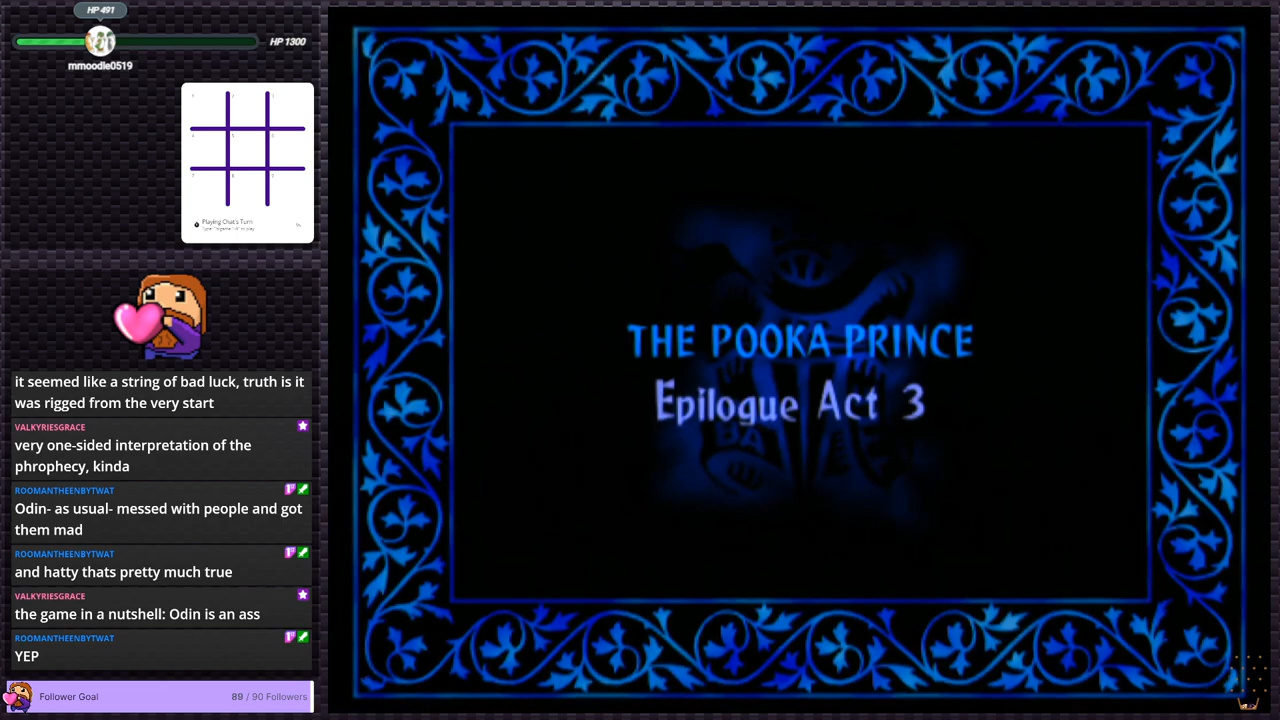 HP 491
HP 1300
mmoodle0519
Playing Chat's Turn
it seemed like a string of bad luck, truth is it
was rigged from the very start
VALKYRIESGRACE
very one-sided interpretation of the
phrophecy, kinda
ROOMANTHEENBYTWAT
Odin- as usual- messed with people and got
them mad
ROOMANTHEENBYTWAT
and hatty thats pretty much true
VALKYRIESGRACE
the game in a nutshell: Odin is an ass
ROOMANTHEENBYTWAT
YEP
Follower Goal
89 / 90 Followers
THE POOKA PRINCE
Epilogue Act 3